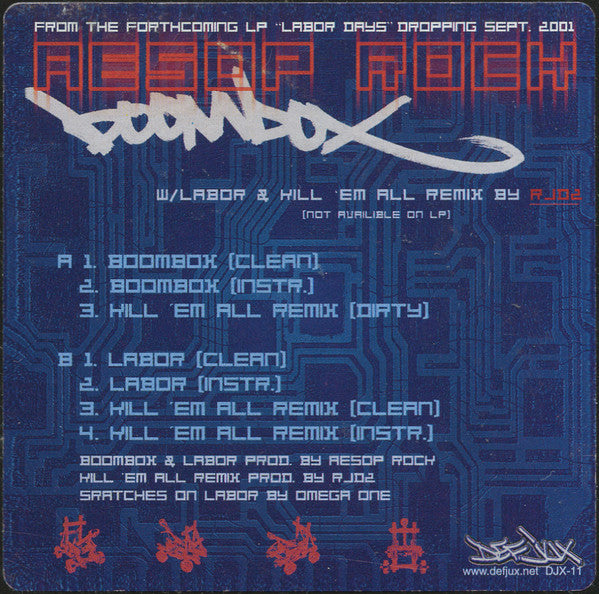 FROM THE FORTHCOMING LP "LABOR DAYS" DROPPING SEPT. 2001
AESOP ROCK
BOOMBOX
W/LABOR & KILL 'EM ALL REMIX BY RJD2
(NOT AVAILIBLE ON LP)
A 1. BOOMBOX (CLEAN)
2. BOOMBOX (INSTR.)
3. KILL 'EM ALL REMIX (DIRTY)
B 1. LABOR (CLEAN)
2. LABOR (INSTR.)
3. KILL 'EM ALL REMIX (CLEAN)
4. KILL 'EM ALL REMIX (INSTR.)
BOOMBOX & LABOR PROD. BY AESOP ROCK
KILL 'EM ALL REMIX PROD. BY RJD2
SRATCHES ON LABOR BY OMEGA ONE
DEF JUX
www.defjux.net DJX-11